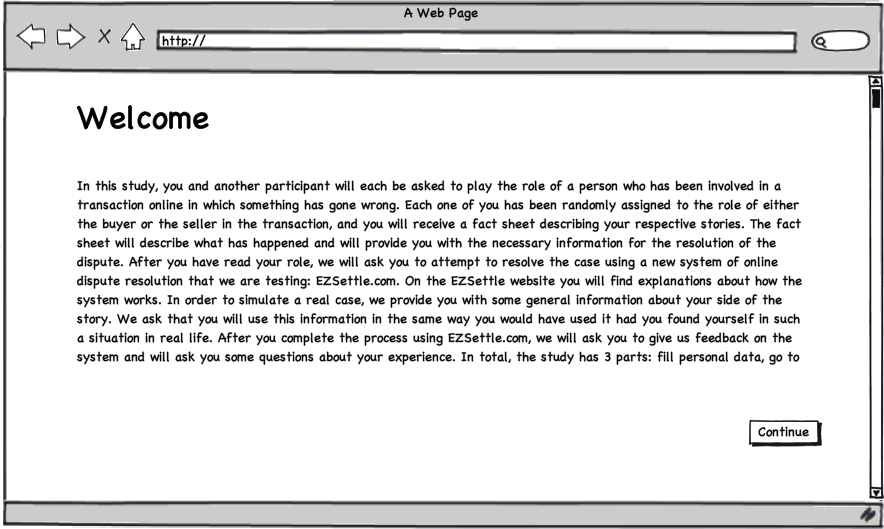 A Web Page
http://
Welcome
In this study, you and another participant will each be asked to play the role of a person who has been involved in a
transaction online in which something has gone wrong. Each one of you has been randomly assigned to the role of either
the buyer or the seller in the transaction, and you will receive a fact sheet describing your respective stories. The fact
sheet will describe what has happened and will provide you with the necessary information for the resolution of the
dispute. After you have read your role, we will ask you to attempt to resolve the case using a new system of online
dispute resolution that we are testing: EZSettle.com. On the EZSettle website you will find explanations about how the
system works. In order to simulate a real case, we provide you with some general information about your side of the
story. We ask that you will use this information in the same way you would have used it had you found yourself in such
a situation in real life. After you complete the process using EZSettle.com, we will ask you to give us feedback on the
system and will ask you some questions about your experience. In total, the study has 3 parts: fill personal data, go to
Continue